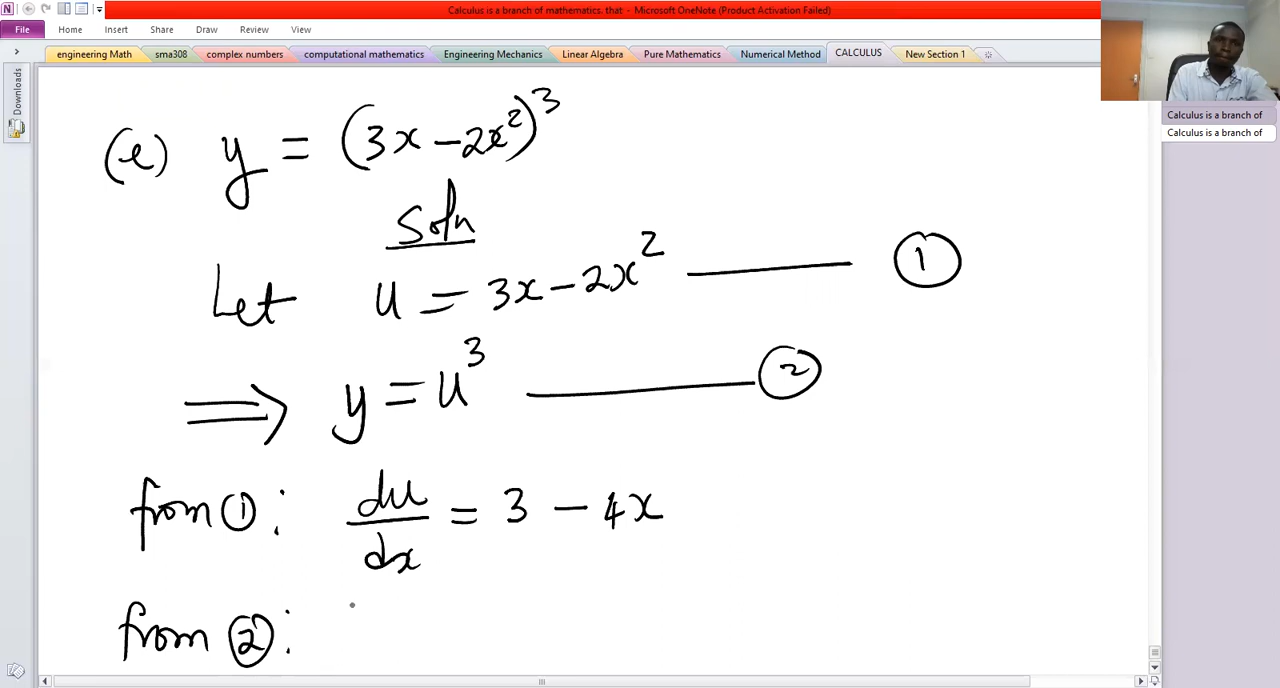 Calculus is a branch of mathematics. that - Microsoft OneNote (Product Activation Failed)
File Home Insert Share Draw Review View
engineering Math sma308 complex numbers computational mathematics Engineering Mechanics Linear Algebra Pure Mathematics Numerical Method CALCULUS New Section 1
Downloads
Calculus is a branch of
Calculus is a branch of
(e) y = (3x - 2x²)³
Soln
Let u = 3x - 2x² ——— ①
⟹ y = u³ ——— ②
from ①: du/dx = 3 - 4x
from ②: